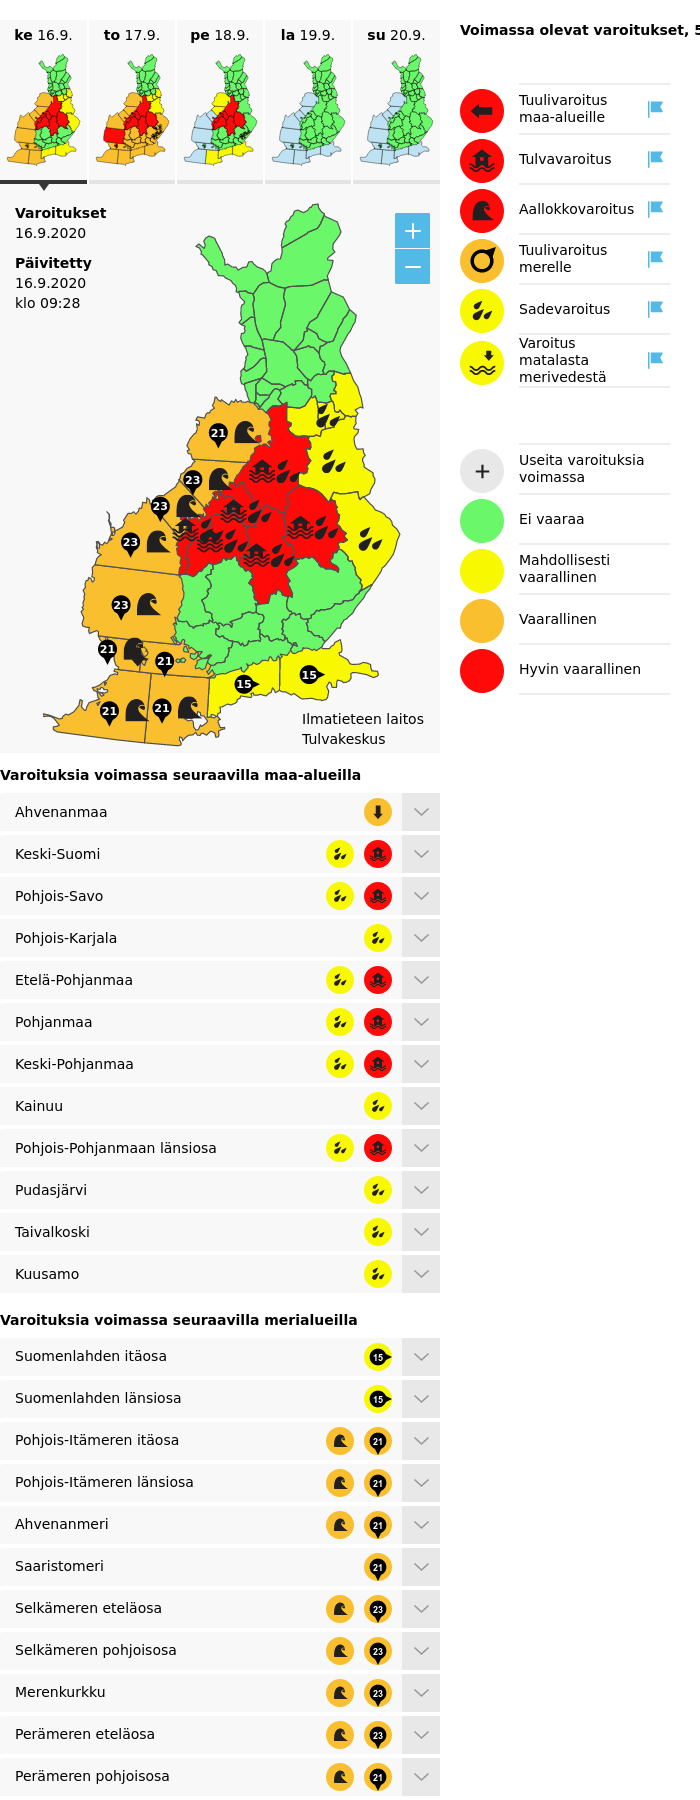 ke 16.9.
to 17.9.
pe 18.9.
la 19.9.
su 20.9.
Varoitukset
16.9.2020
Päivitetty
16.9.2020
klo 09:28
+
−
21
23
23
23
23
21
21
21
21
15
15
Ilmatieteen laitos
Tulvakeskus
Voimassa olevat varoitukset, 5
Tuulivaroitus
maa-alueille
Tulvavaroitus
Aallokkovaroitus
Tuulivaroitus
merelle
Sadevaroitus
Varoitus
matalasta
merivedestä
+
Useita varoituksia
voimassa
Ei vaaraa
Mahdollisesti
vaarallinen
Vaarallinen
Hyvin vaarallinen
Varoituksia voimassa seuraavilla maa-alueilla
Ahvenanmaa
Keski-Suomi
Pohjois-Savo
Pohjois-Karjala
Etelä-Pohjanmaa
Pohjanmaa
Keski-Pohjanmaa
Kainuu
Pohjois-Pohjanmaan länsiosa
Pudasjärvi
Taivalkoski
Kuusamo
Varoituksia voimassa seuraavilla merialueilla
Suomenlahden itäosa 15
Suomenlahden länsiosa 15
Pohjois-Itämeren itäosa 21
Pohjois-Itämeren länsiosa 21
Ahvenanmeri 21
Saaristomeri 21
Selkämeren eteläosa 23
Selkämeren pohjoisosa 23
Merenkurkku 23
Perämeren eteläosa 23
Perämeren pohjoisosa 21